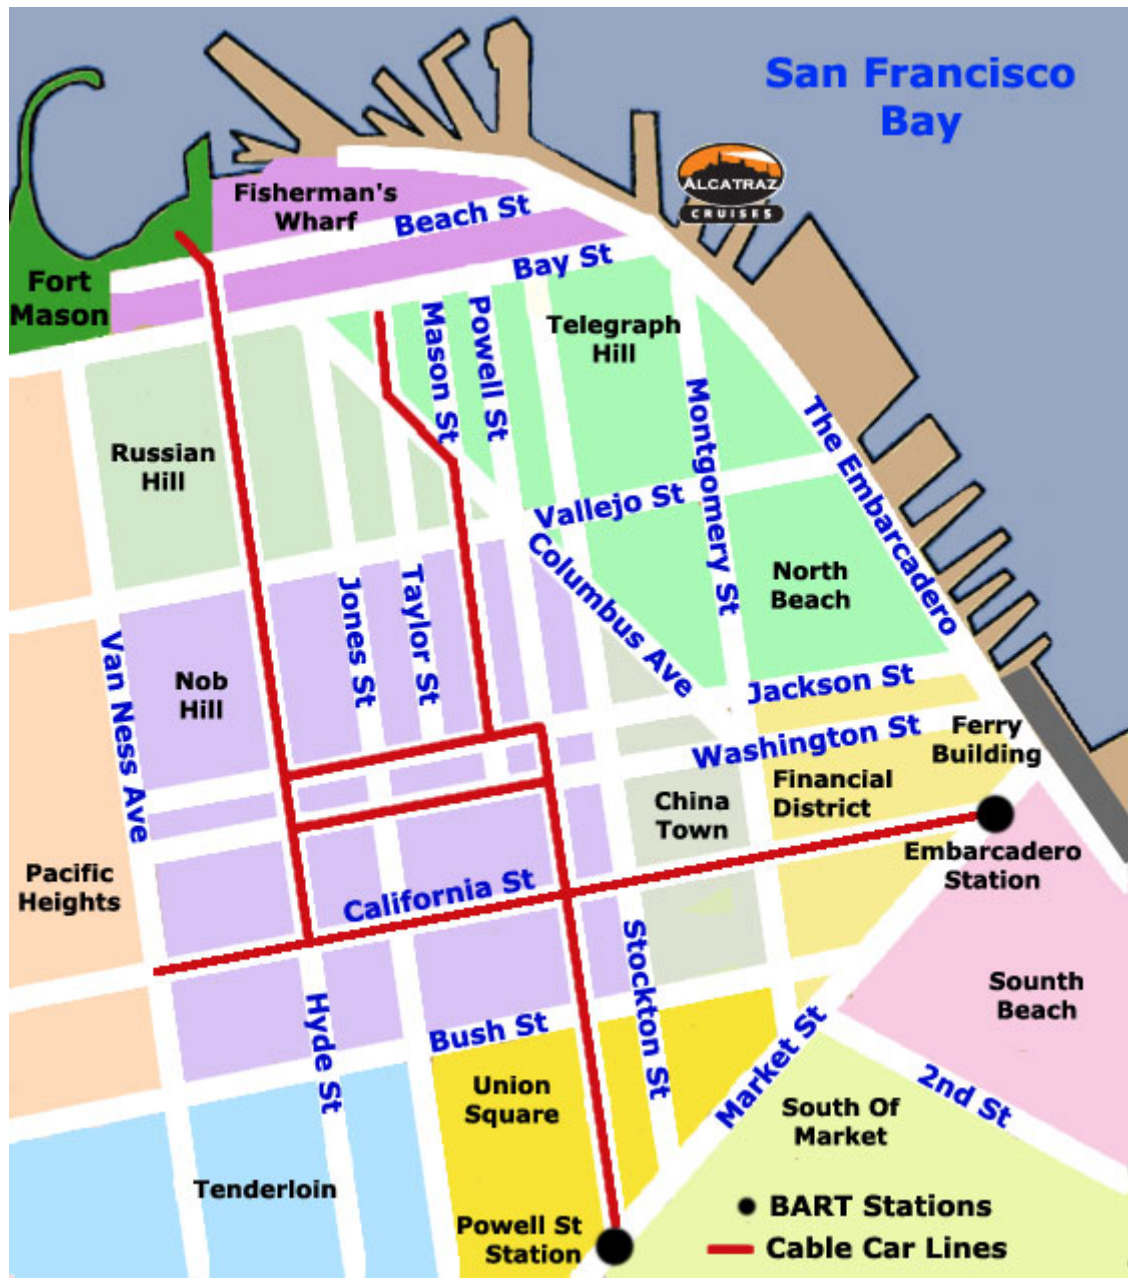 San Francisco
Bay
ALCATRAZ
CRUISES
Fisherman's
Wharf
Beach St
Fort
Mason
Bay St
Mason St
Powell St
Telegraph
Hill
Montgomery St
The Embarcadero
Russian
Hill
Vallejo St
Columbus Ave
North
Beach
Jones St
Taylor St
Van Ness Ave
Nob
Hill
Jackson St
Washington St
Ferry
Building
Financial
District
China
Town
Embarcadero
Station
Pacific
Heights
California St
Stockton St
Hyde St
Bush St
Sounth
Beach
Market St
2nd St
Union
Square
South Of
Market
Tenderloin
Powell St
Station
BART Stations
Cable Car Lines